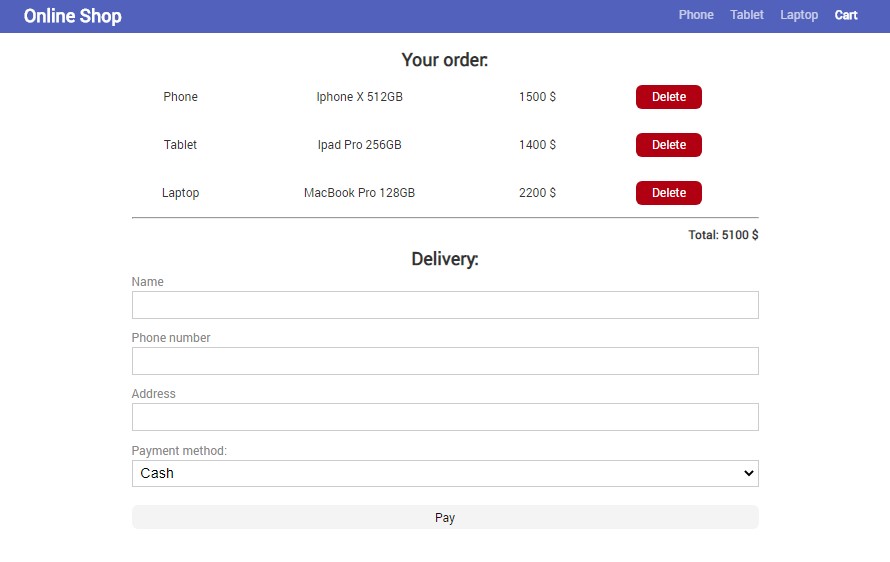 Online Shop Phone Tablet Laptop Cart
Your order:
Phone Iphone X 512GB 1500 $ Delete
Tablet Ipad Pro 256GB 1400 $ Delete
Laptop MacBook Pro 128GB 2200 $ Delete
Total: 5100 $
Delivery:
Name
Phone number
Address
Payment method:
Cash
Pay